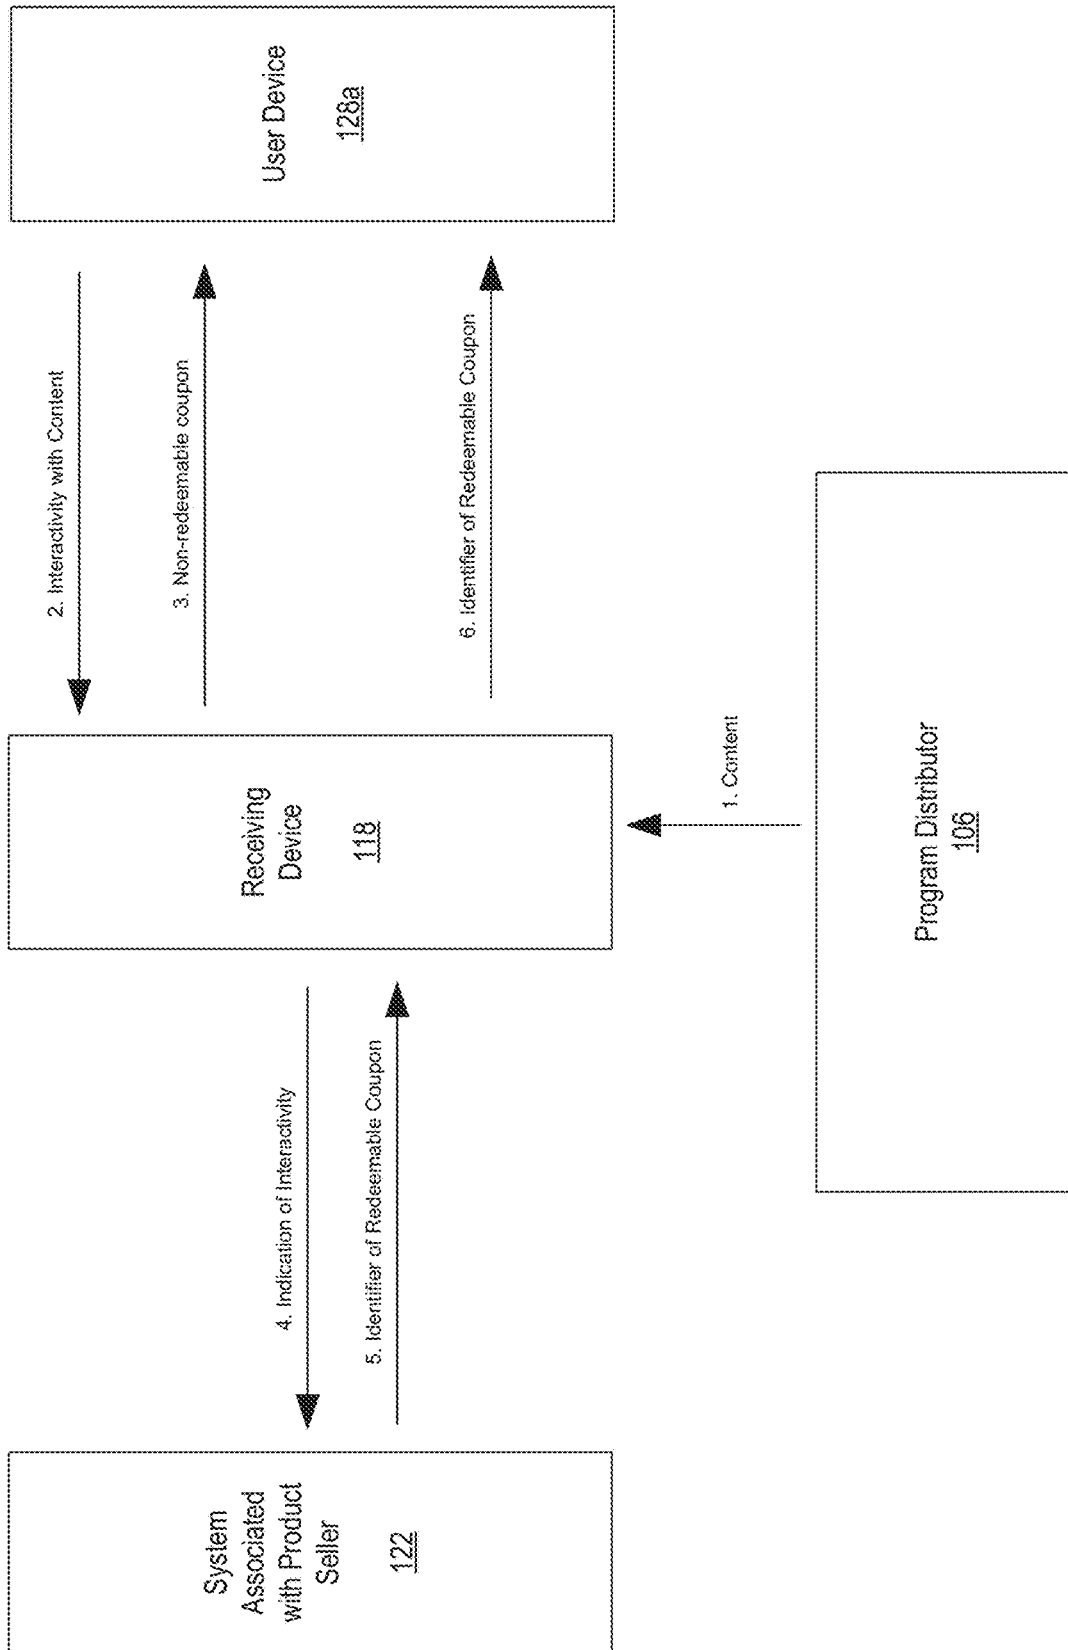 System
Associated
with Product
Seller
122
4. Indication of Interactivity
5. Identifier of Redeemable Coupon
Receiving
Device
118
2. Interactivity with Content
3. Non-redeemable coupon
6. Identifier of Redeemable Coupon
User Device
128a
1. Content
Program Distributor
106